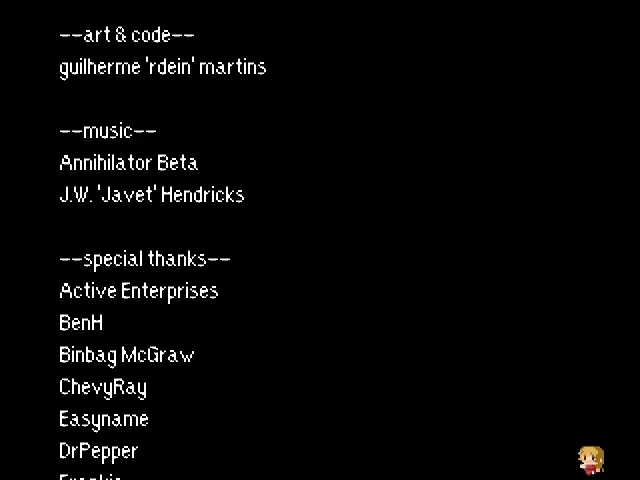 --art & code--
guilherme 'rdein' martins
--music--
Annihilator Beta
J.W. 'Javet' Hendricks
--special thanks--
Active Enterprises
BenH
Binbag McGraw
ChevyRay
Easyname
DrPepper